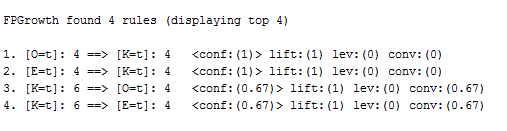 FPGrowth found 4 rules (displaying top 4)
1. [O=t]: 4 ==> [K=t]: 4 <conf:(1)> lift:(1) lev:(0) conv:(0)
2. [E=t]: 4 ==> [K=t]: 4 <conf:(1)> lift:(1) lev:(0) conv:(0)
3. [K=t]: 6 ==> [O=t]: 4 <conf:(0.67)> lift:(1) lev:(0) conv:(0.67)
4. [K=t]: 6 ==> [E=t]: 4 <conf:(0.67)> lift:(1) lev:(0) conv:(0.67)